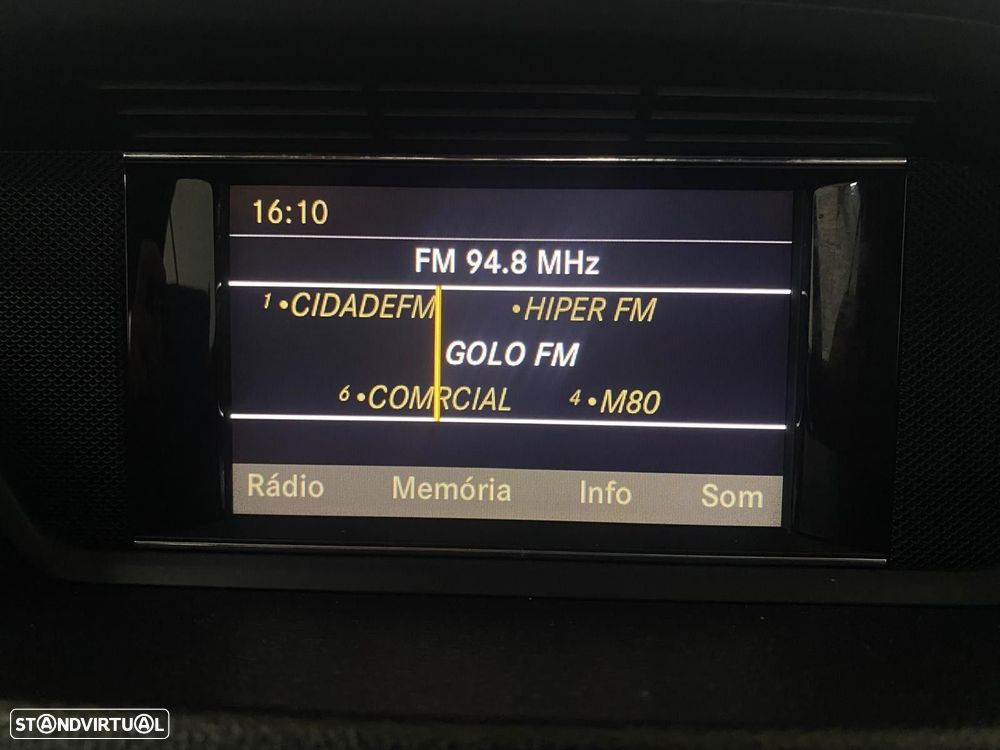 16:10
FM 94.8 MHz
1 •CIDADEFM •HIPER FM
GOLO FM
6 •COMRCIAL 4 •M80
Rádio Memória Info Som
STANDVIRTUAL